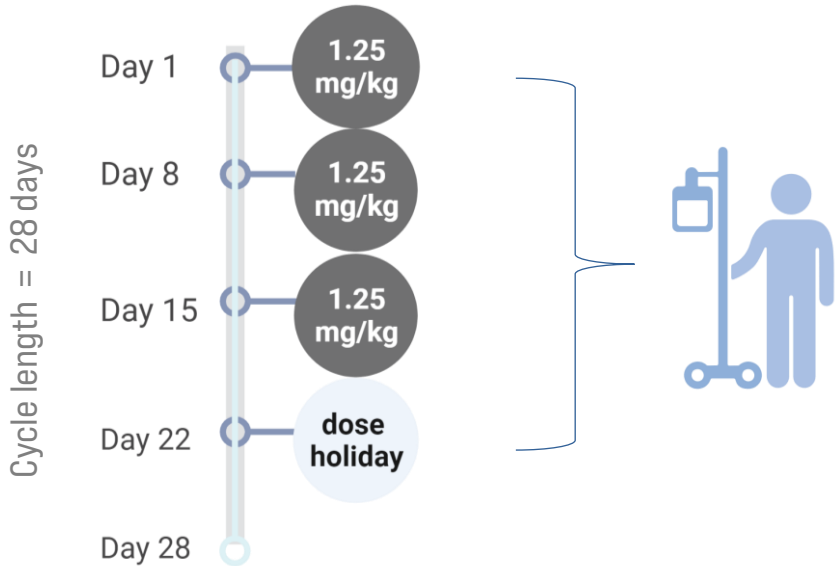 Cycle length = 28 days
Day 1
1.25
mg/kg
Day 8
1.25
mg/kg
Day 15
1.25
mg/kg
Day 22
dose
holiday
Day 28